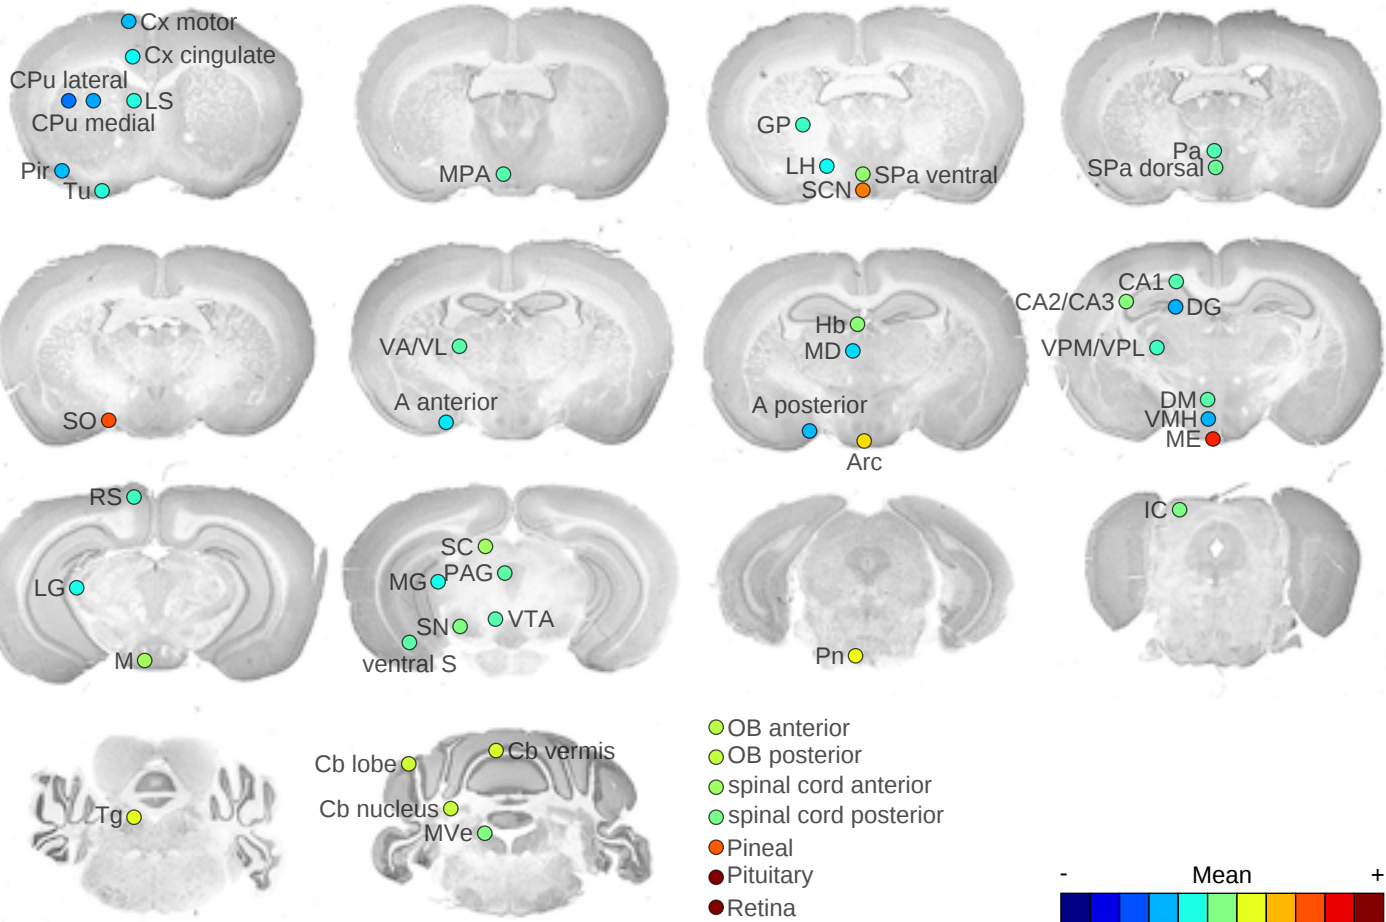 Cx motor
Cx cingulate
CPu lateral
LS
CPu medial
Pir
Tu
MPA
GP
LH
SPa ventral
SCN
Pa
SPa dorsal
SO
VA/VL
A anterior
Hb
MD
A posterior
Arc
CA1
CA2/CA3
DG
VPM/VPL
DM
VMH
ME
RS
LG
M
SC
PAG
MG
VTA
SN
ventral S
Pn
IC
Tg
Cb vermis
Cb lobe
Cb nucleus
MVe
OB anterior
OB posterior
spinal cord anterior
spinal cord posterior
Pineal
Pituitary
Retina
- Mean +